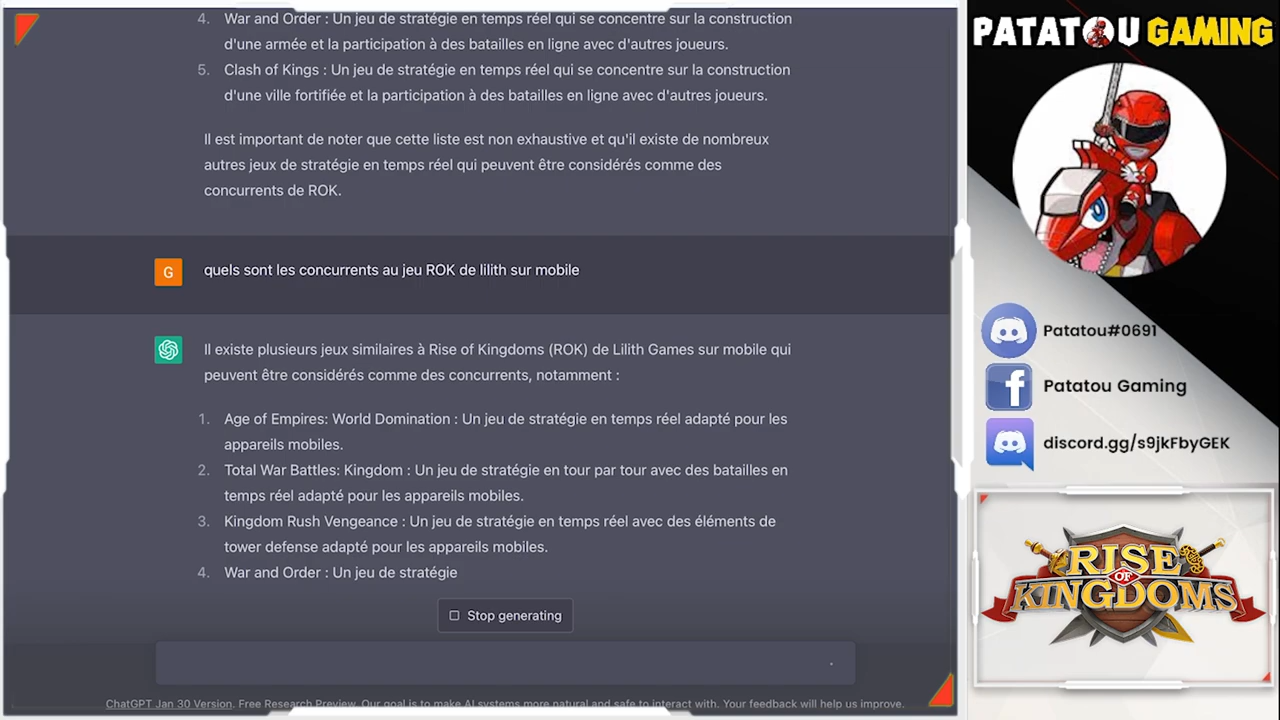 4. War and Order : Un jeu de stratégie en temps réel qui se concentre sur la construction
d'une armée et la participation à des batailles en ligne avec d'autres joueurs.
5. Clash of Kings : Un jeu de stratégie en temps réel qui se concentre sur la construction
d'une ville fortifiée et la participation à des batailles en ligne avec d'autres joueurs.
Il est important de noter que cette liste est non exhaustive et qu'il existe de nombreux
autres jeux de stratégie en temps réel qui peuvent être considérés comme des
concurrents de ROK.
G
quels sont les concurrents au jeu ROK de lilith sur mobile
Il existe plusieurs jeux similaires à Rise of Kingdoms (ROK) de Lilith Games sur mobile qui
peuvent être considérés comme des concurrents, notamment :
1. Age of Empires: World Domination : Un jeu de stratégie en temps réel adapté pour les
appareils mobiles.
2. Total War Battles: Kingdom : Un jeu de stratégie en tour par tour avec des batailles en
temps réel adapté pour les appareils mobiles.
3. Kingdom Rush Vengeance : Un jeu de stratégie en temps réel avec des éléments de
tower defense adapté pour les appareils mobiles.
4. War and Order : Un jeu de stratégie
Stop generating
ChatGPT Jan 30 Version. Free Research Preview. Our goal is to make AI systems more natural and safe to interact with. Your feedback will help us improve.
PATATOU GAMING
Patatou#0691
Patatou Gaming
discord.gg/s9jkFbyGEK
RISE
OF
KINGDOMS